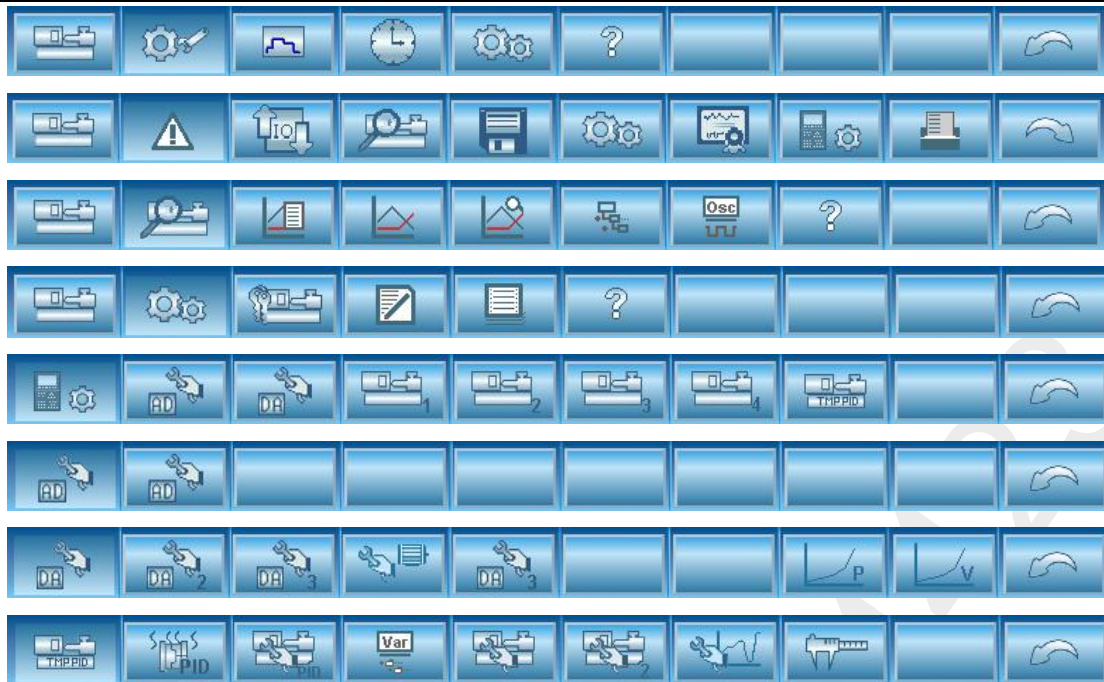 ?
IO
Osc ?
?
AD DA 1 2 3 4 TMPPID
AD AD
DA DA 2 DA 3 DA 3 P V
TMPPID PID PID Var 2